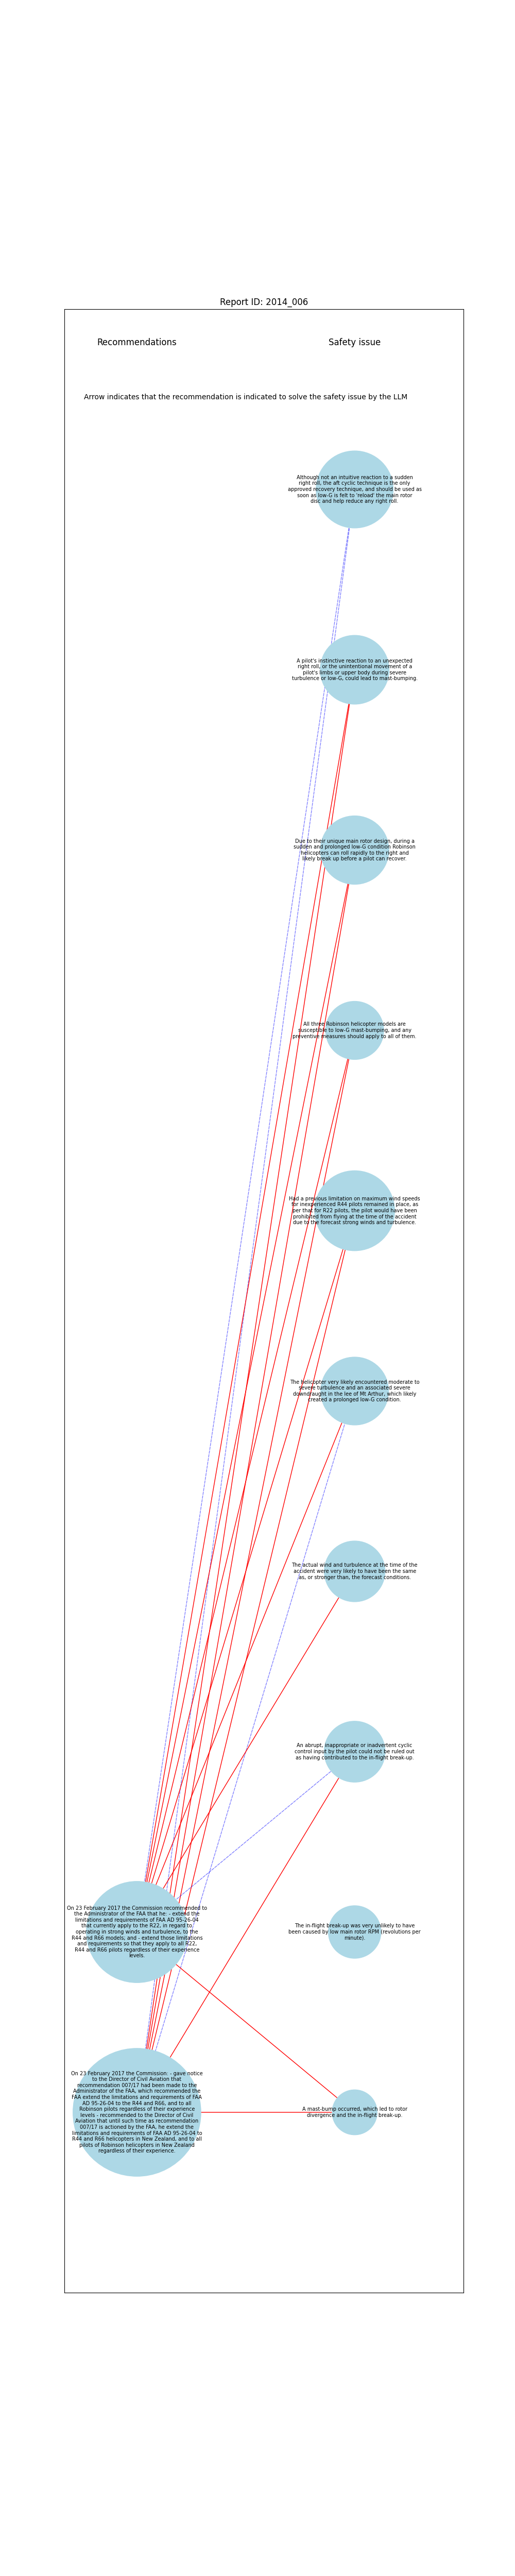 Report ID: 2014_006
Recommendations
Safety issue
Arrow indicates that the recommendation is indicated to solve the safety issue by the LLM
Although not an intuitive reaction to a sudden
right roll, the aft cyclic technique is the only
approved recovery technique, and should be used as
soon as low-G is felt to 'reload' the main rotor
disc and help reduce any right roll.
A pilot's instinctive reaction to an unexpected
right roll, or the unintentional movement of a
pilot's limbs or upper body during severe
turbulence or low-G, could lead to mast-bumping.
Due to their unique main rotor design, during a
sudden and prolonged low-G condition Robinson
helicopters can roll rapidly to the right and
likely break up before a pilot can recover.
All three Robinson helicopter models are
susceptible to low-G mast-bumping, and any
preventive measures should apply to all of them.
Had a previous limitation on maximum wind speeds
for inexperienced R44 pilots remained in place, as
per that for R22 pilots, the pilot would have been
prohibited from flying at the time of the accident
due to the forecast strong winds and turbulence.
The helicopter very likely encountered moderate to
severe turbulence and an associated severe
downdraught in the lee of Mt Arthur, which likely
created a prolonged low-G condition.
The actual wind and turbulence at the time of the
accident were very likely to have been the same
as, or stronger than, the forecast conditions.
An abrupt, inappropriate or inadvertent cyclic
control input by the pilot could not be ruled out
as having contributed to the in-flight break-up.
On 23 February 2017 the Commission recommended to
the Administrator of the FAA that he: - extend the
limitations and requirements of FAA AD 95-26-04
that currently apply to the R22, in regard to
operating in strong winds and turbulence, to the
R44 and R66 models; and - extend those limitations
and requirements so that they apply to all R22,
R44 and R66 pilots regardless of their experience
levels.
The in-flight break-up was very unlikely to have
been caused by low main rotor RPM (revolutions per
minute).
On 23 February 2017 the Commission: - gave notice
to the Director of Civil Aviation that
recommendation 007/17 had been made to the
Administrator of the FAA, which recommended the
FAA extend the limitations and requirements of FAA
AD 95-26-04 to the R44 and R66, and to all
Robinson pilots regardless of their experience
levels - recommended to the Director of Civil
Aviation that until such time as recommendation
007/17 is actioned by the FAA, he extend the
limitations and requirements of FAA AD 95-26-04 to
R44 and R66 helicopters in New Zealand, and to all
pilots of Robinson helicopters in New Zealand
regardless of their experience.
A mast-bump occurred, which led to rotor
divergence and the in-flight break-up.